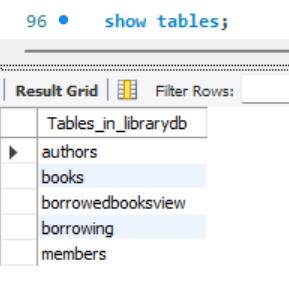 96 show tables;
Result Grid Filter Rows:
Tables_in_librarydb
authors
books
borrowedbooksview
borrowing
members